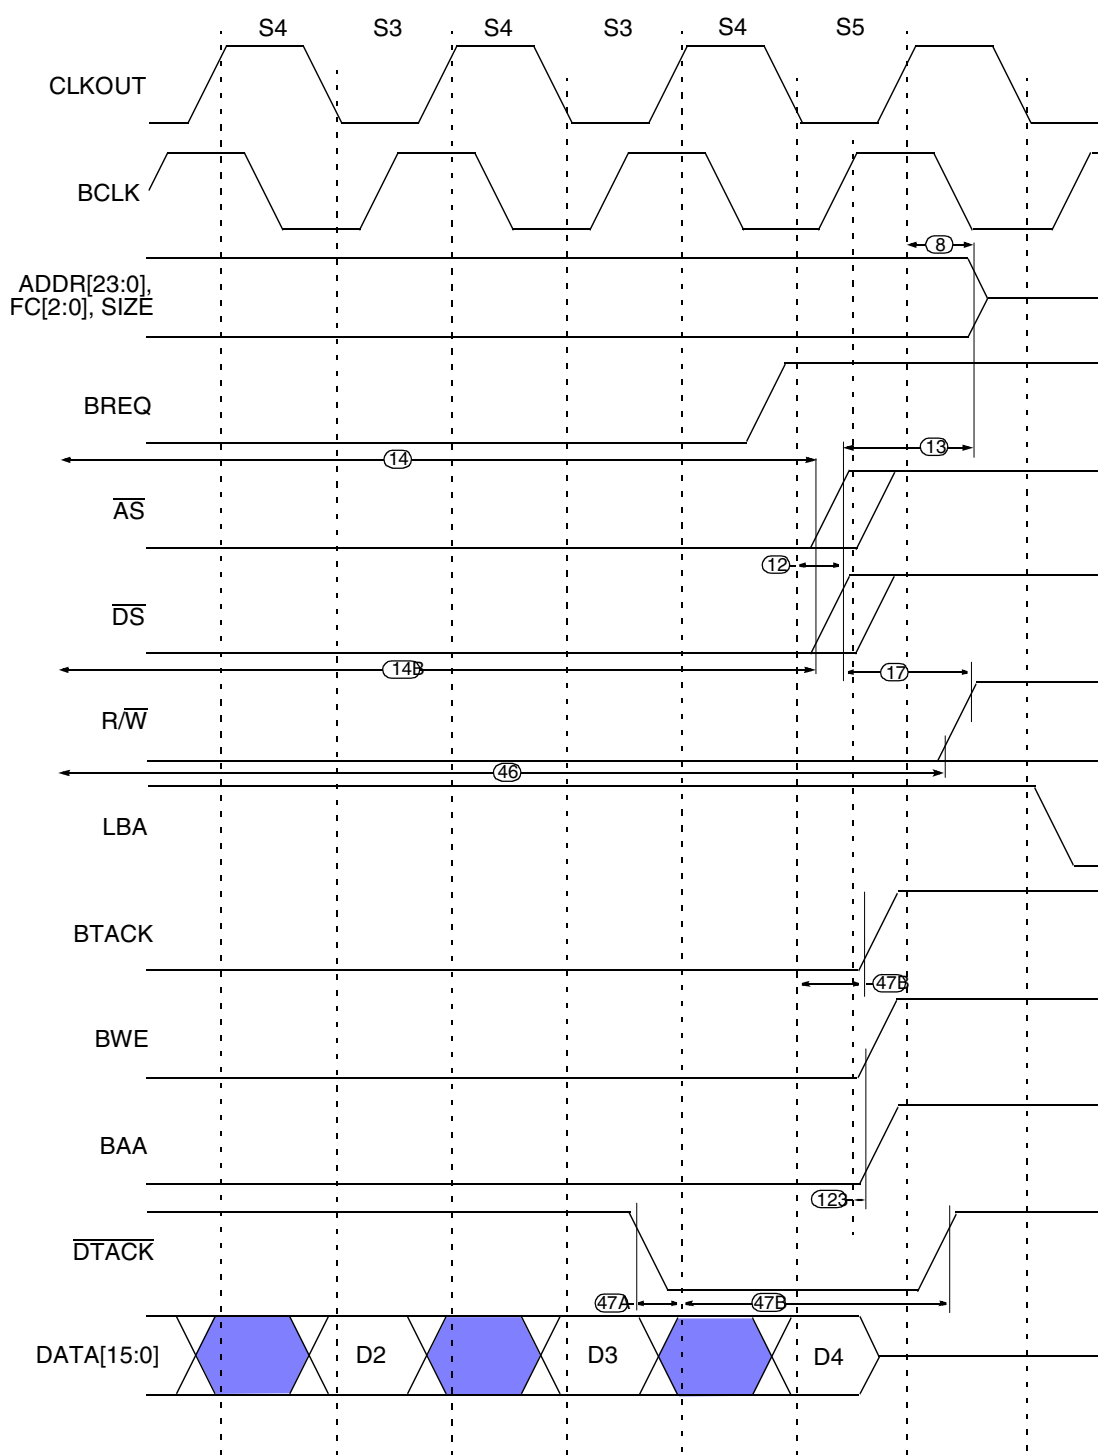 S4 S3 S4 S3 S4 S5
CLKOUT
BCLK
8
ADDR[23:0],
FC[2:0], SIZE
BREQ
13
14
AS
12
DS
14B
17
R/W
46
LBA
BTACK
47B
BWE
BAA
123
DTACK
47A 47B
DATA[15:0] D2 D3 D4